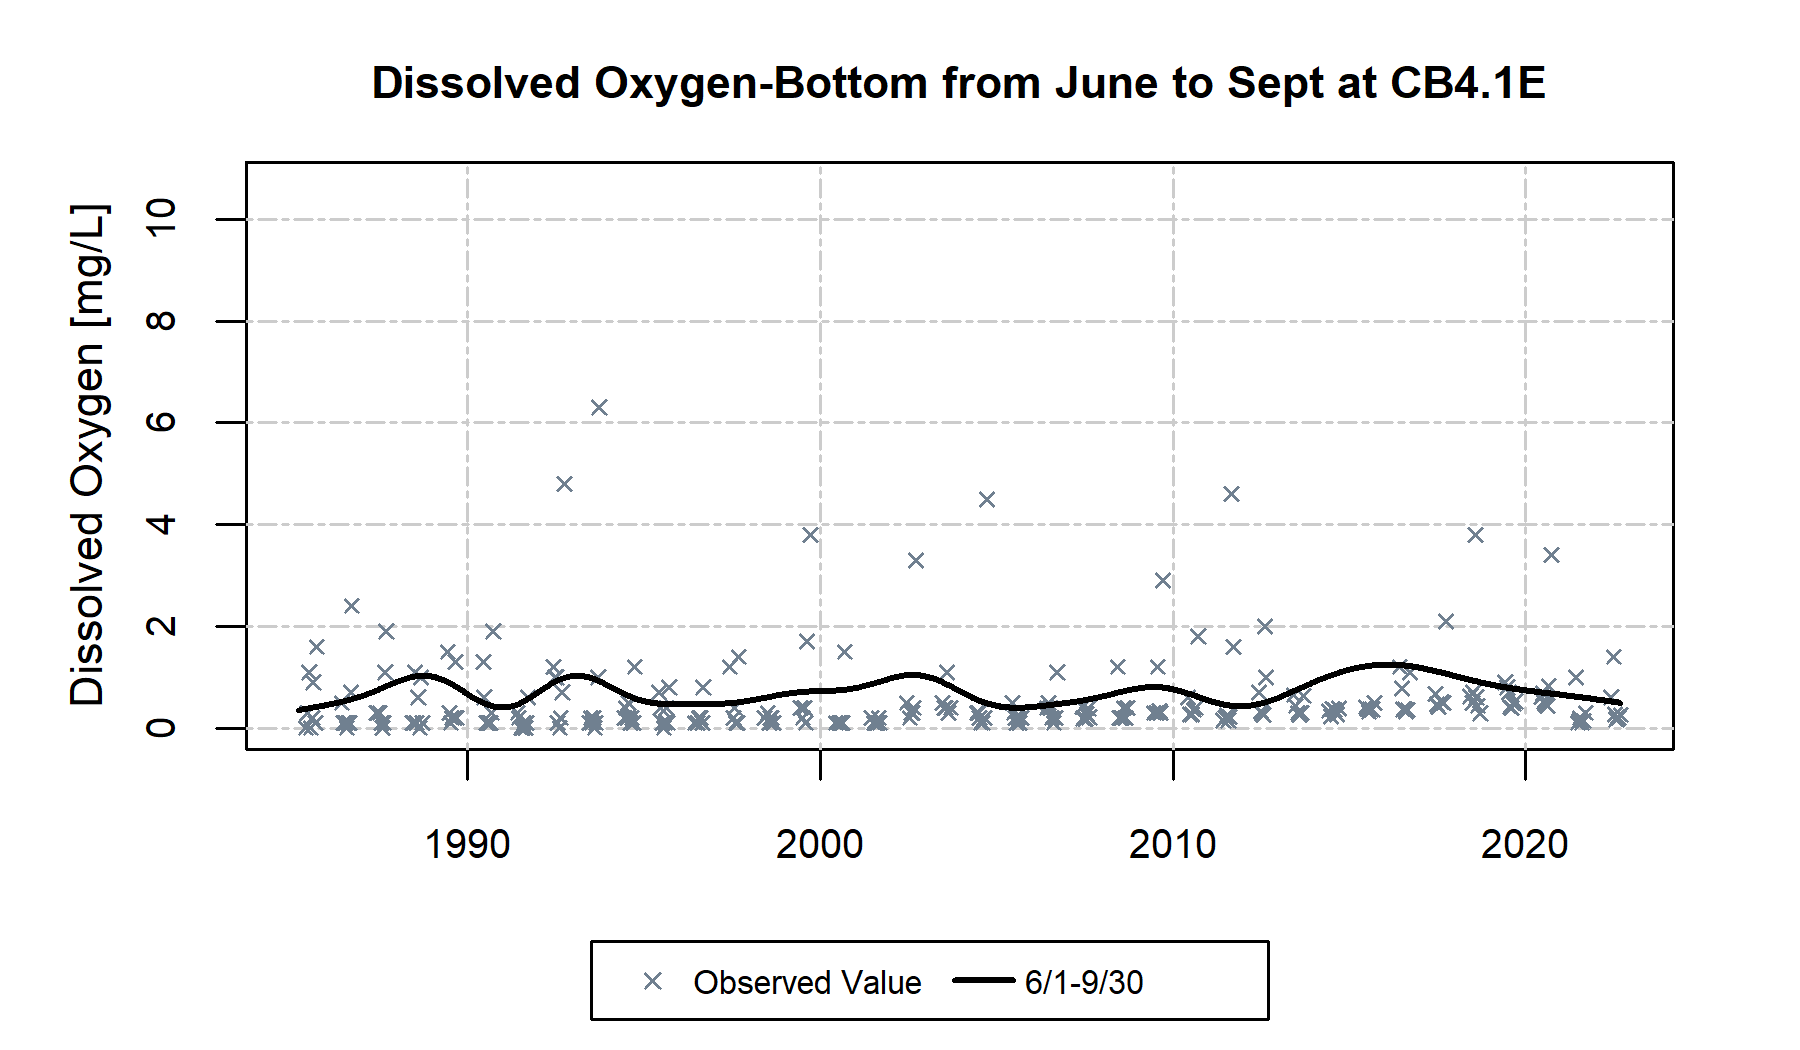 Dissolved Oxygen-Bottom from June to Sept at CB4.1E
Dissolved Oxygen [mg/L]
10
8
6
4
2
0
1990 2000 2010 2020
Observed Value 6/1-9/30